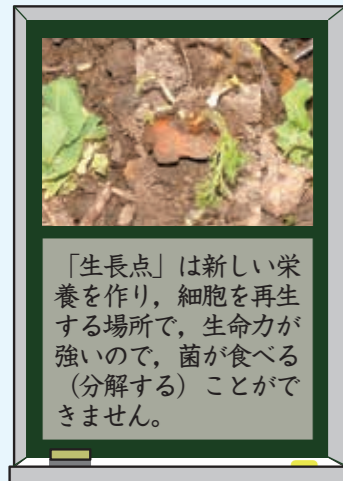 「生長点」は新しい栄
養を作り，細胞を再生
する場所で，生命力が
強いので，菌が食べる
（分解する）ことがで
きません。